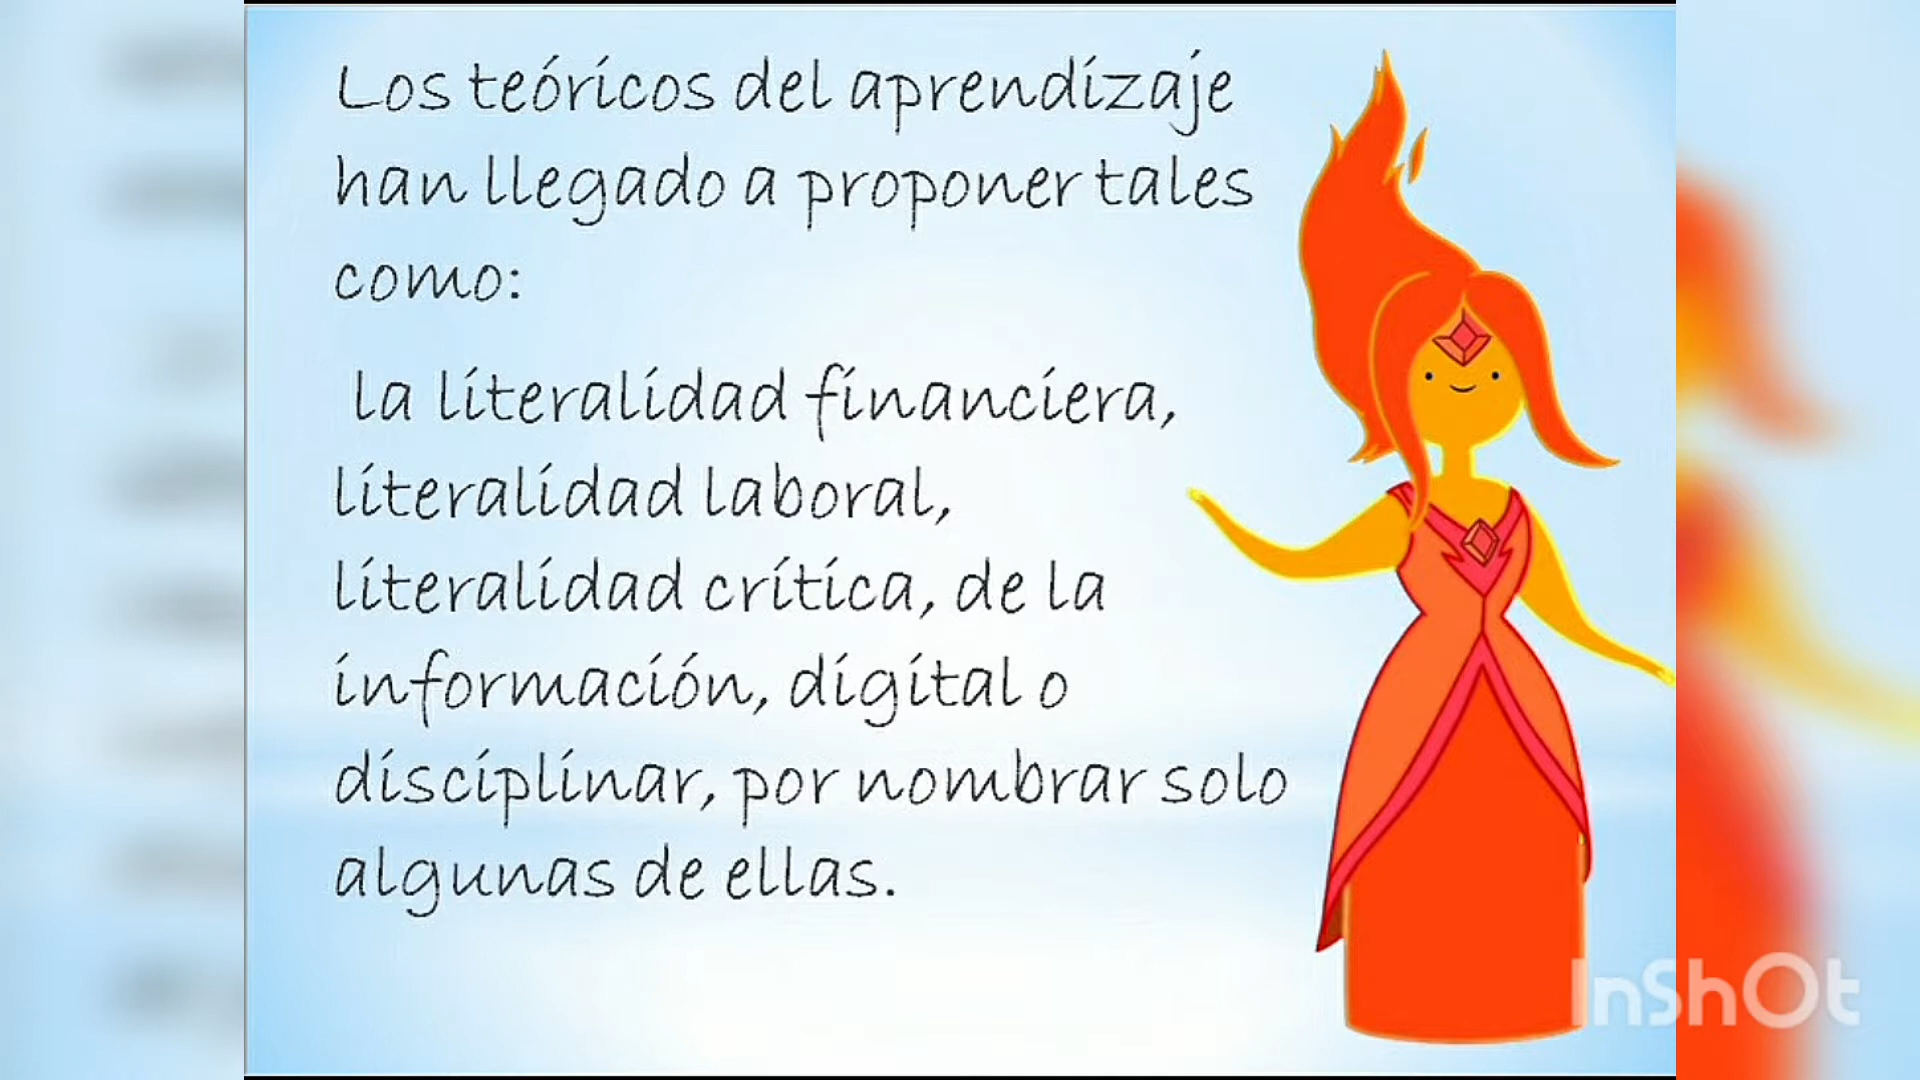 Los teóricos del aprendizaje
han llegado a proponer tales
como:
la literalidad financiera,
literalidad laboral,
literalidad crítica, de la
información, digital o
disciplinar, por nombrar solo
algunas de ellas.
InShOt